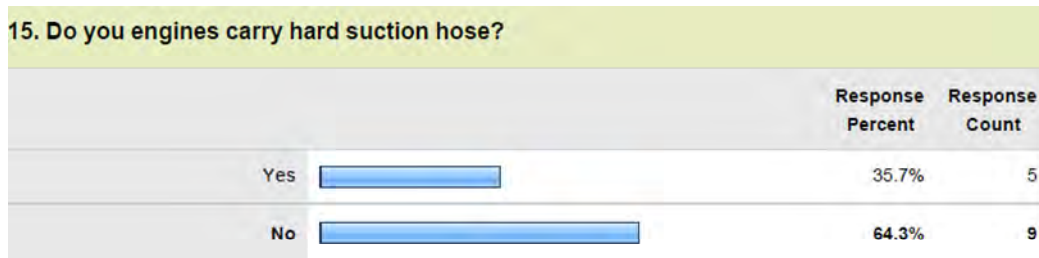 15. Do you engines carry hard suction hose?
Response Response
Percent Count
Yes 35.7% 5
No 64.3% 9